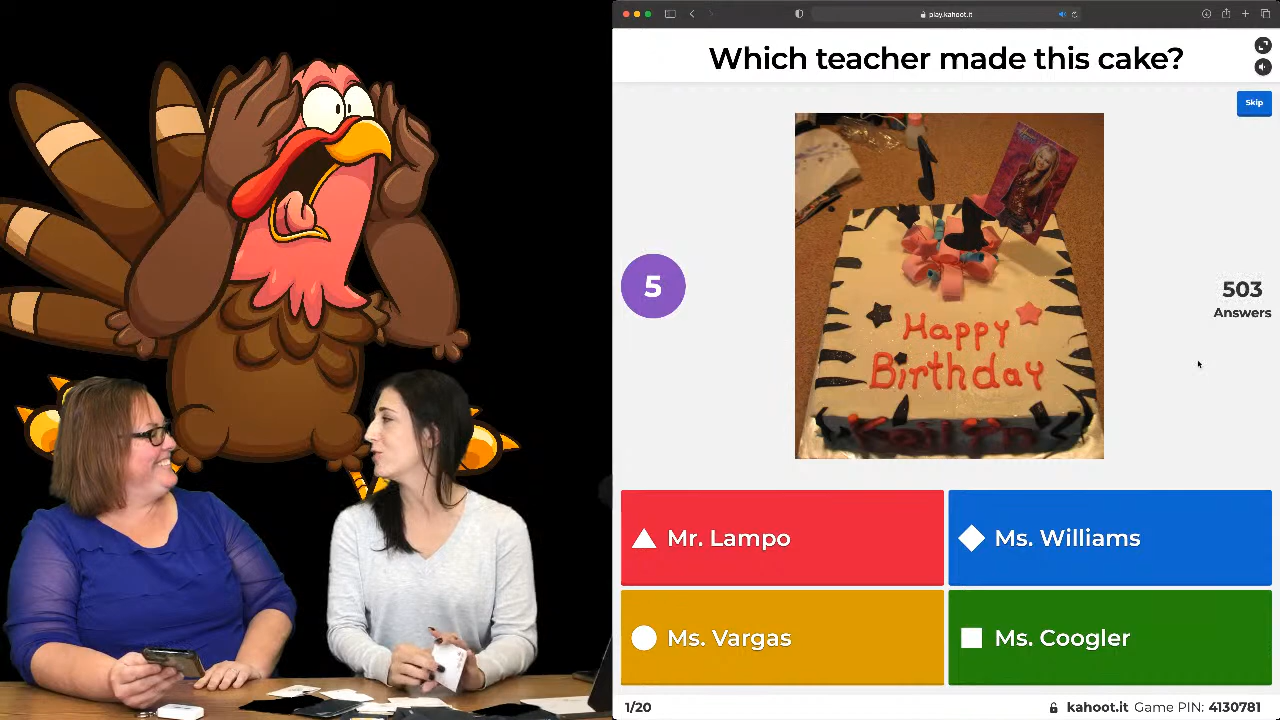 play.kahoot.it
Which teacher made this cake?
Skip
5
Happy
Birthday
Kailyn
503
Answers
Mr. Lampo
Ms. Williams
Ms. Vargas
Ms. Coogler
1/20
kahoot.it Game PIN: 4130781